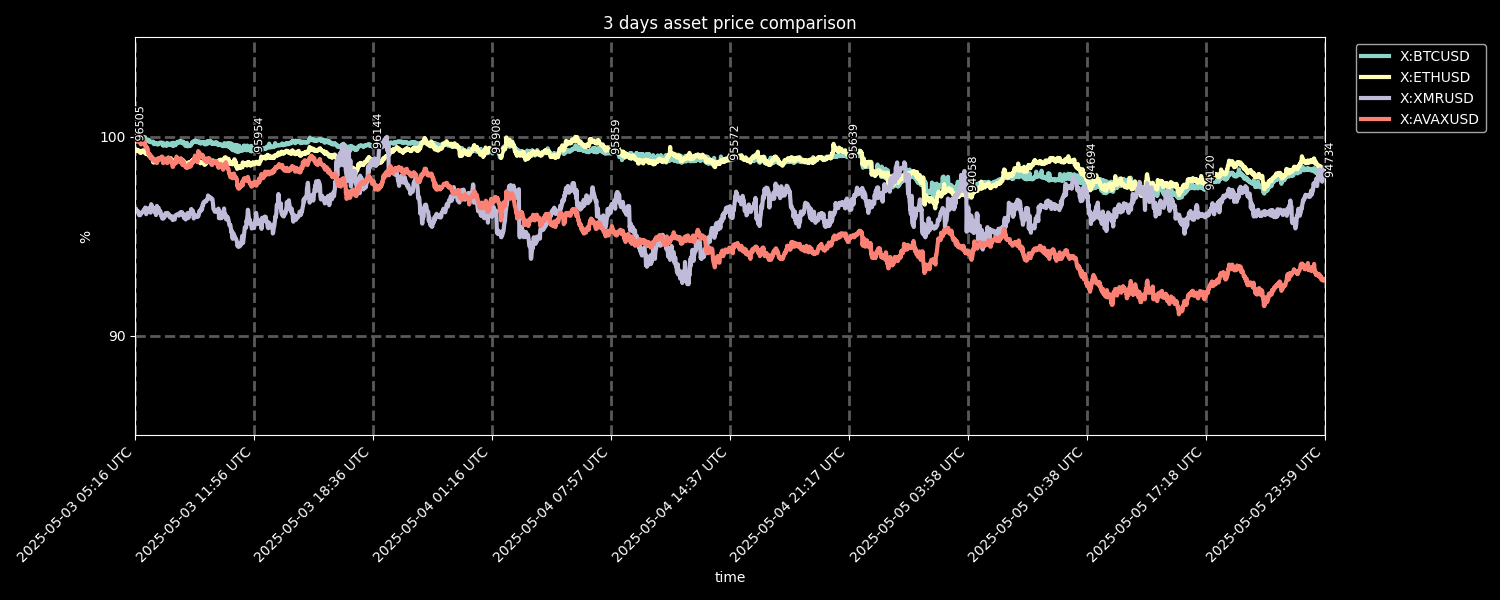 3 days asset price comparison
X:BTCUSD
X:ETHUSD
X:XMRUSD
X:AVAXUSD
%
100
90
96505
95954
96144
95908
95859
95572
95639
94058
94694
94120
94734
2025-05-03 05:16 UTC
2025-05-03 11:56 UTC
2025-05-03 18:36 UTC
2025-05-04 01:16 UTC
2025-05-04 07:57 UTC
2025-05-04 14:37 UTC
2025-05-04 21:17 UTC
2025-05-05 03:58 UTC
2025-05-05 10:38 UTC
2025-05-05 17:18 UTC
2025-05-05 23:59 UTC
time